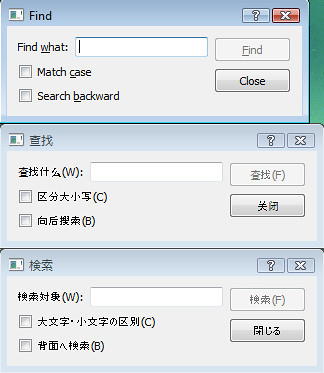 Find
Find what:
Find
Match case
Close
Search backward
查找
查找什么(W):
查找(F)
区分大小写(C)
关闭
向后搜索(B)
検索
検索対象(W):
検索(F)
大文字・小文字の区別(C)
閉じる
背面へ検索(B)